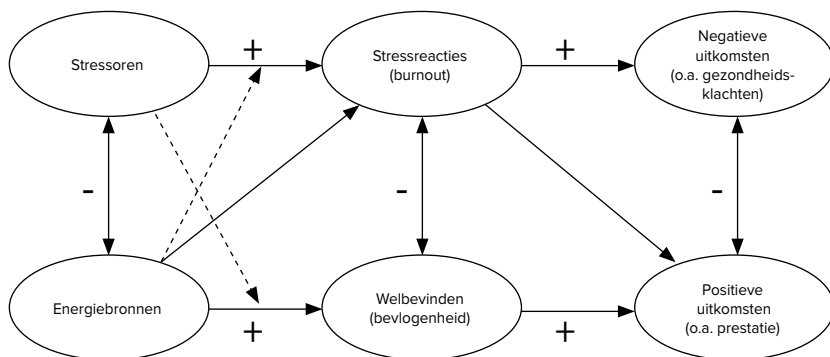 Stressoren
+
Stressreacties
(burnout)
+
Negatieve
uitkomsten
(o.a. gezondheids-
klachten)
-
-
-
Energiebronnen
+
Welbevinden
(bevlogenheid)
+
Positieve
uitkomsten
(o.a. prestatie)